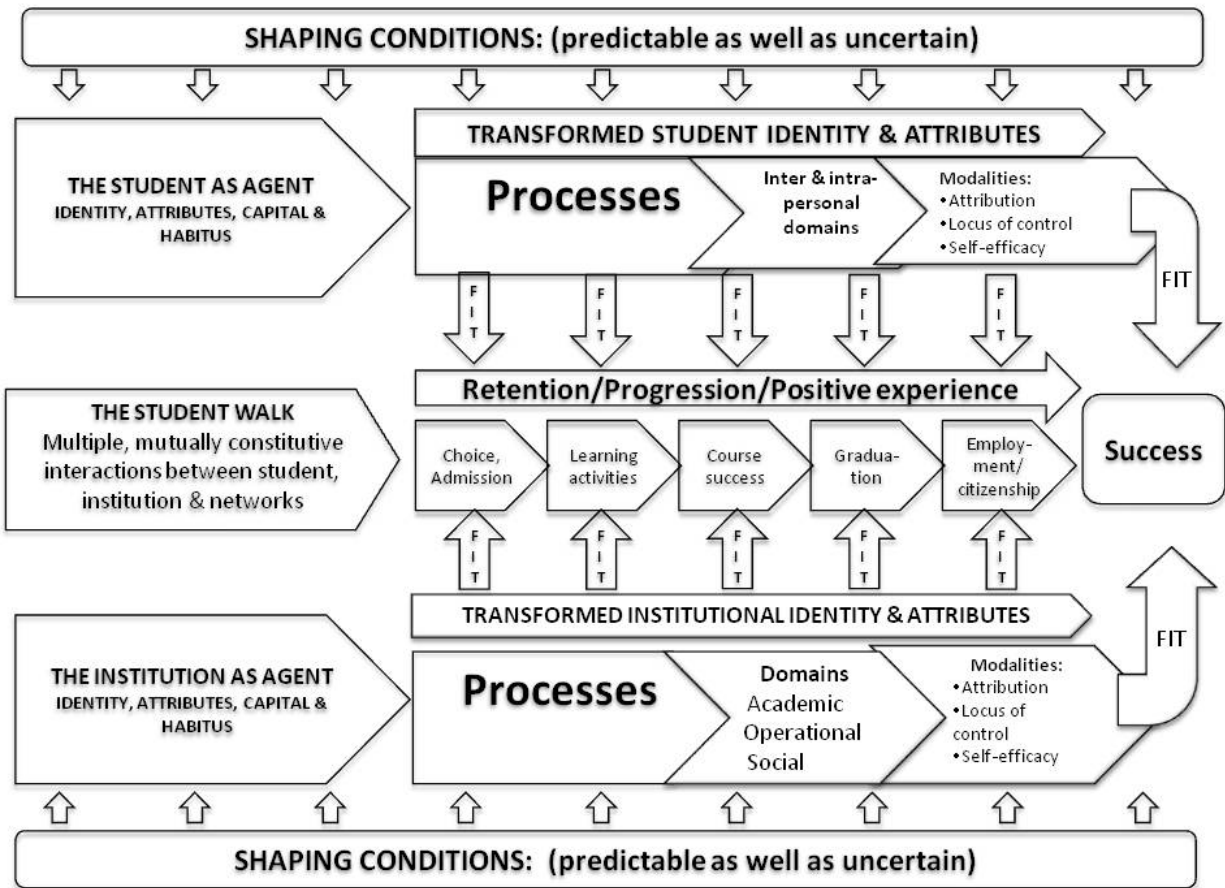 SHAPING CONDITIONS: (predictable as well as uncertain)
TRANSFORMED STUDENT IDENTITY & ATTRIBUTES
THE STUDENT AS AGENT
IDENTITY, ATTRIBUTES, CAPITAL &
HABITUS
Processes
Inter & intra-
personal
domains
Modalities:
•Attribution
•Locus of control
•Self-efficacy
FIT
F
I
T
F
I
T
F
I
T
F
I
T
F
I
T
Retention/Progression/Positive experience
THE STUDENT WALK
Multiple, mutually constitutive
interactions between student,
institution & networks
Choice,
Admission
Learning
activities
Course
success
Gradua-
tion
Employ-
ment/
citizenship
Success
F
I
T
F
I
T
F
I
T
F
I
T
F
I
T
TRANSFORMED INSTITUTIONAL IDENTITY & ATTRIBUTES
FIT
THE INSTITUTION AS AGENT
IDENTITY, ATTRIBUTES, CAPITAL &
HABITUS
Processes
Domains
Academic
Operational
Social
Modalities:
•Attribution
•Locus of
control
•Self-efficacy
SHAPING CONDITIONS: (predictable as well as uncertain)